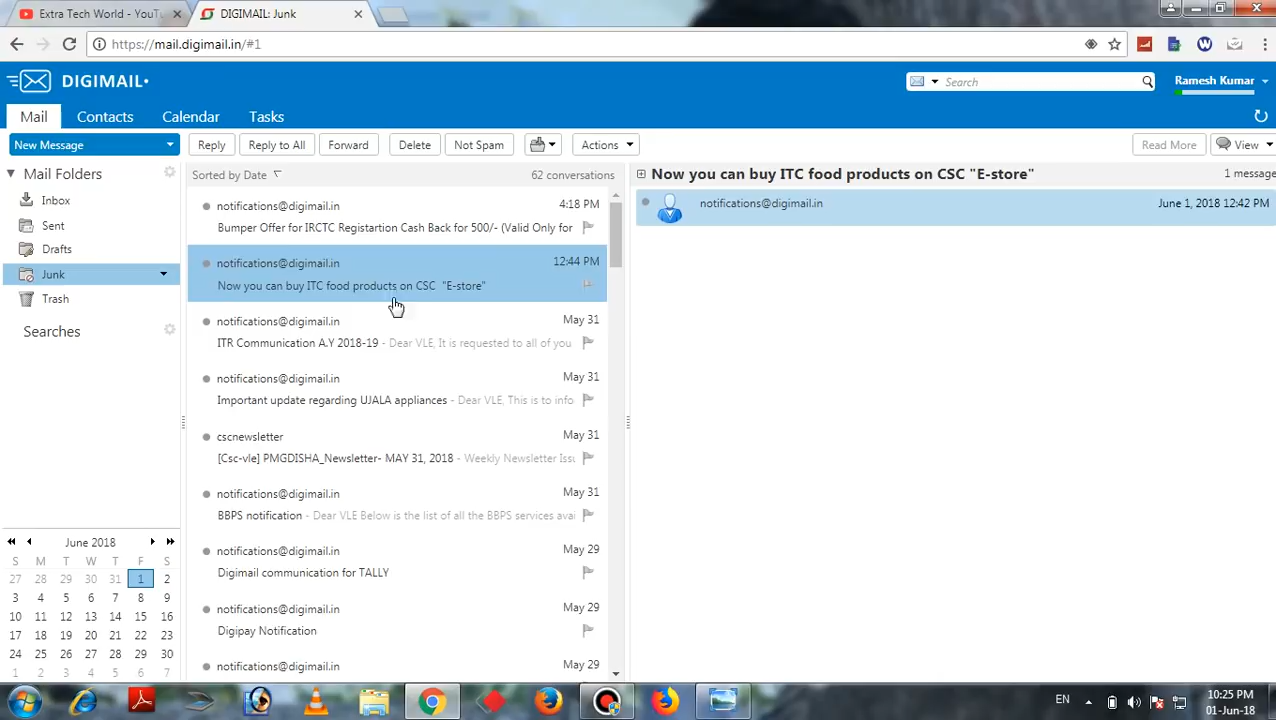 Extra Tech World - YouTu
DIGIMAIL: Junk
https://mail.digimail.in/#1
DIGIMAIL
Search
Ramesh Kumar
Mail
Contacts
Calendar
Tasks
New Message
Reply
Reply to All
Forward
Delete
Not Spam
Actions
Read More
View
Mail Folders
Inbox
Sent
Drafts
Junk
Trash
Searches
June 2018
S M T W T F S
27 28 29 30 31 1 2
3 4 5 6 7 8 9
10 11 12 13 14 15 16
17 18 19 20 21 22 23
24 25 26 27 28 29 30
1 2 3 4 5 6 7
Sorted by Date
62 conversations
notifications@digimail.in 4:18 PM
Bumper Offer for IRCTC Registartion Cash Back for 500/- (Valid Only for
notifications@digimail.in 12:44 PM
Now you can buy ITC food products on CSC "E-store"
notifications@digimail.in May 31
ITR Communication A.Y 2018-19 - Dear VLE, It is requested to all of you
notifications@digimail.in May 31
Important update regarding UJALA appliances - Dear VLE, This is to info
cscnewsletter May 31
[Csc-vle] PMGDISHA_Newsletter- MAY 31, 2018 - Weekly Newsletter Issu
notifications@digimail.in May 31
BBPS notification - Dear VLE Below is the list of all the BBPS services avai
notifications@digimail.in May 29
Digimail communication for TALLY
notifications@digimail.in May 29
Digipay Notification
notifications@digimail.in May 29
Now you can buy ITC food products on CSC "E-store"
1 message
notifications@digimail.in
June 1, 2018 12:42 PM
EN
10:25 PM
01-Jun-18